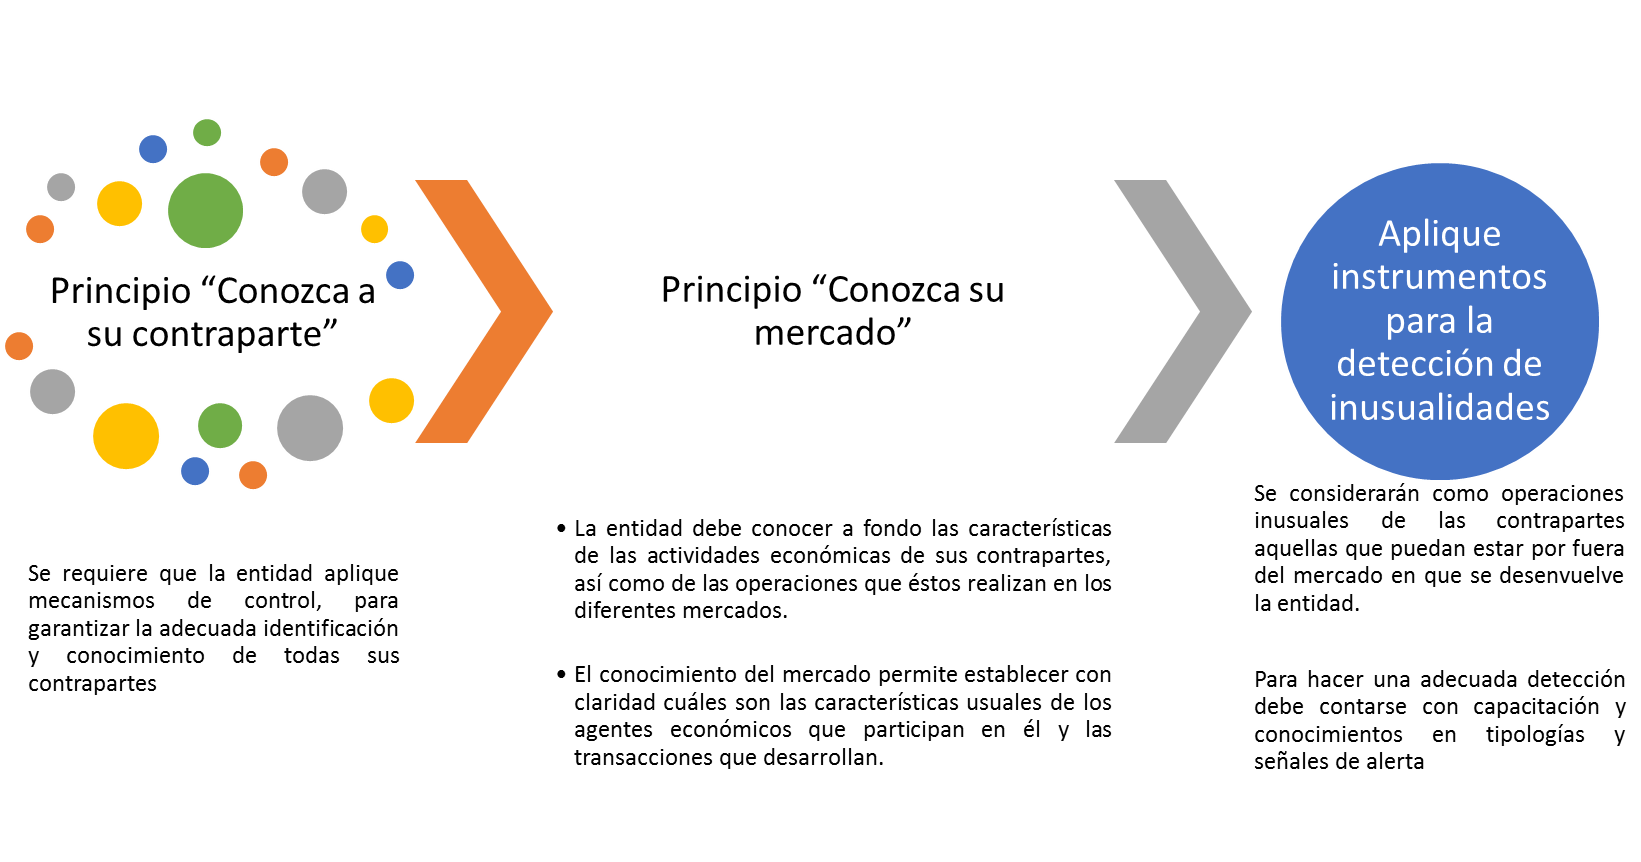 Principio “Conozca a
su contraparte”
Se requiere que la entidad aplique
mecanismos de control, para
garantizar la adecuada identificación
y conocimiento de todas sus
contrapartes
Principio “Conozca su
mercado”
• La entidad debe conocer a fondo las características
de las actividades económicas de sus contrapartes,
así como de las operaciones que éstos realizan en los
diferentes mercados.
• El conocimiento del mercado permite establecer con
claridad cuáles son las características usuales de los
agentes económicos que participan en él y las
transacciones que desarrollan.
Aplique
instrumentos
para la
detección de
inusualidades
Se considerarán como operaciones
inusuales de las contrapartes
aquellas que puedan estar por fuera
del mercado en que se desenvuelve
la entidad.
Para hacer una adecuada detección
debe contarse con capacitación y
conocimientos en tipologías y
señales de alerta